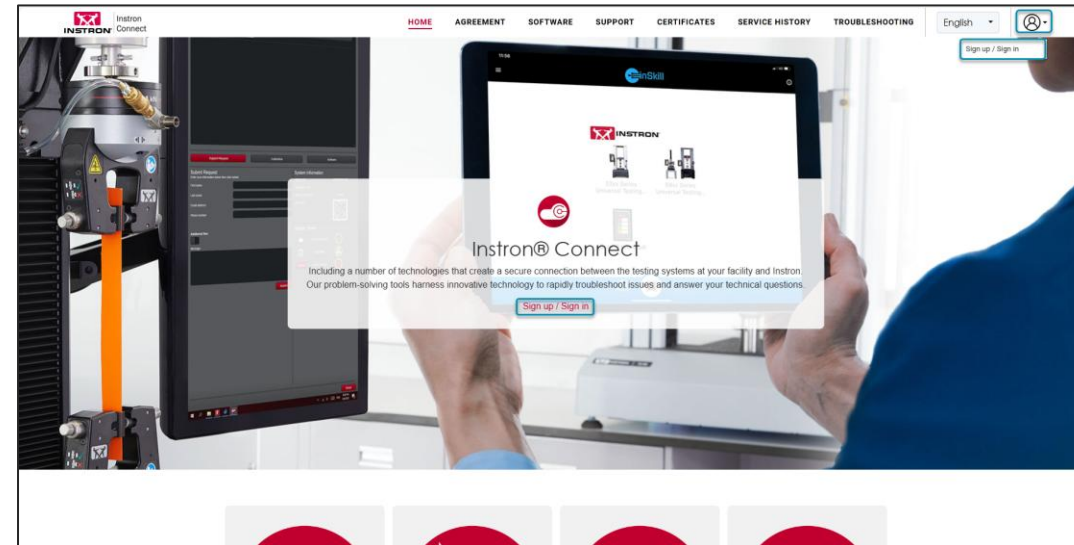 INSTRON
Instron
Connect
HOME AGREEMENT SOFTWARE SUPPORT CERTIFICATES SERVICE HISTORY TROUBLESHOOTING
English
Sign up / Sign in
11:56
inSkill
INSTRON
Instron® Connect
Including a number of technologies that create a secure connection between the testing systems at your facility and Instron.
Our problem-solving tools harness innovative technology to rapidly troubleshoot issues and answer your technical questions.
Sign up / Sign in